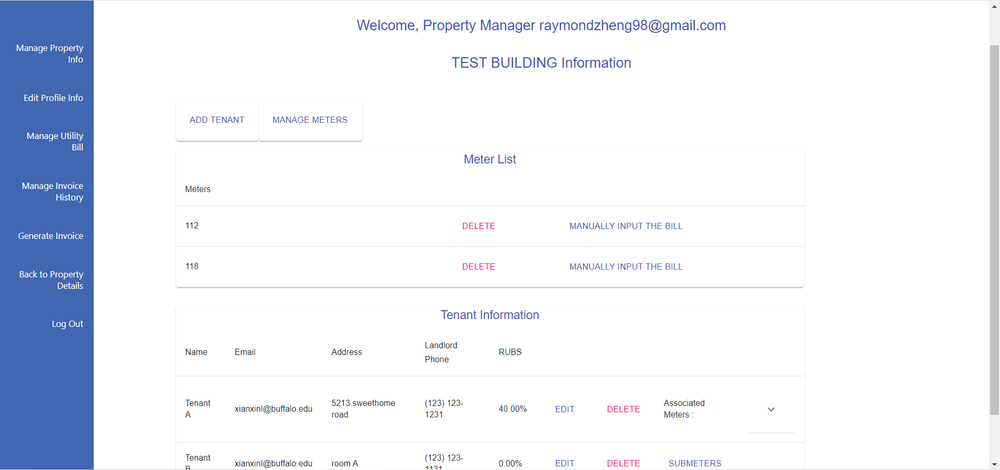 Welcome, Property Manager raymondzheng98@gmail.com
TEST BUILDING Information
Manage Property
Info
Edit Profile Info
Manage Utility
Bill
Manage Invoice
History
Generate Invoice
Back to Property
Details
Log Out
ADD TENANT MANAGE METERS
Meter List
Meters
112 DELETE MANUALLY INPUT THE BILL
118 DELETE MANUALLY INPUT THE BILL
Tenant Information
Name Email Address Landlord Phone RUBS
Tenant A xianxinl@buffalo.edu 5213 sweethome road (123) 123-1231 40.00% EDIT DELETE Associated Meters :
Tenant B xianxinl@buffalo.edu room A (123) 123-1131 0.00% EDIT DELETE SUBMETERS